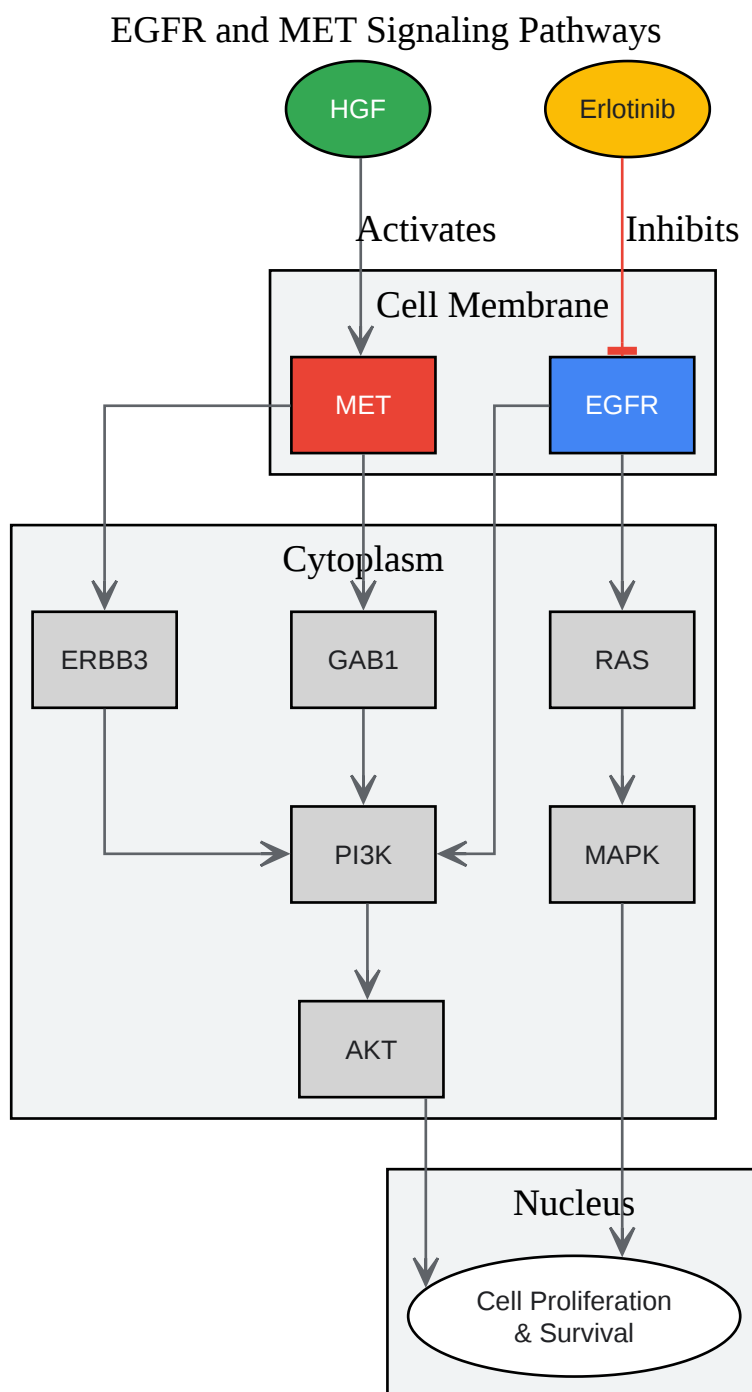 EGFR and MET Signaling Pathways
HGF
Erlotinib
Activates
Inhibits
Cell Membrane
MET
EGFR
Cytoplasm
ERBB3
GAB1
RAS
PI3K
MAPK
AKT
Nucleus
Cell Proliferation
& Survival